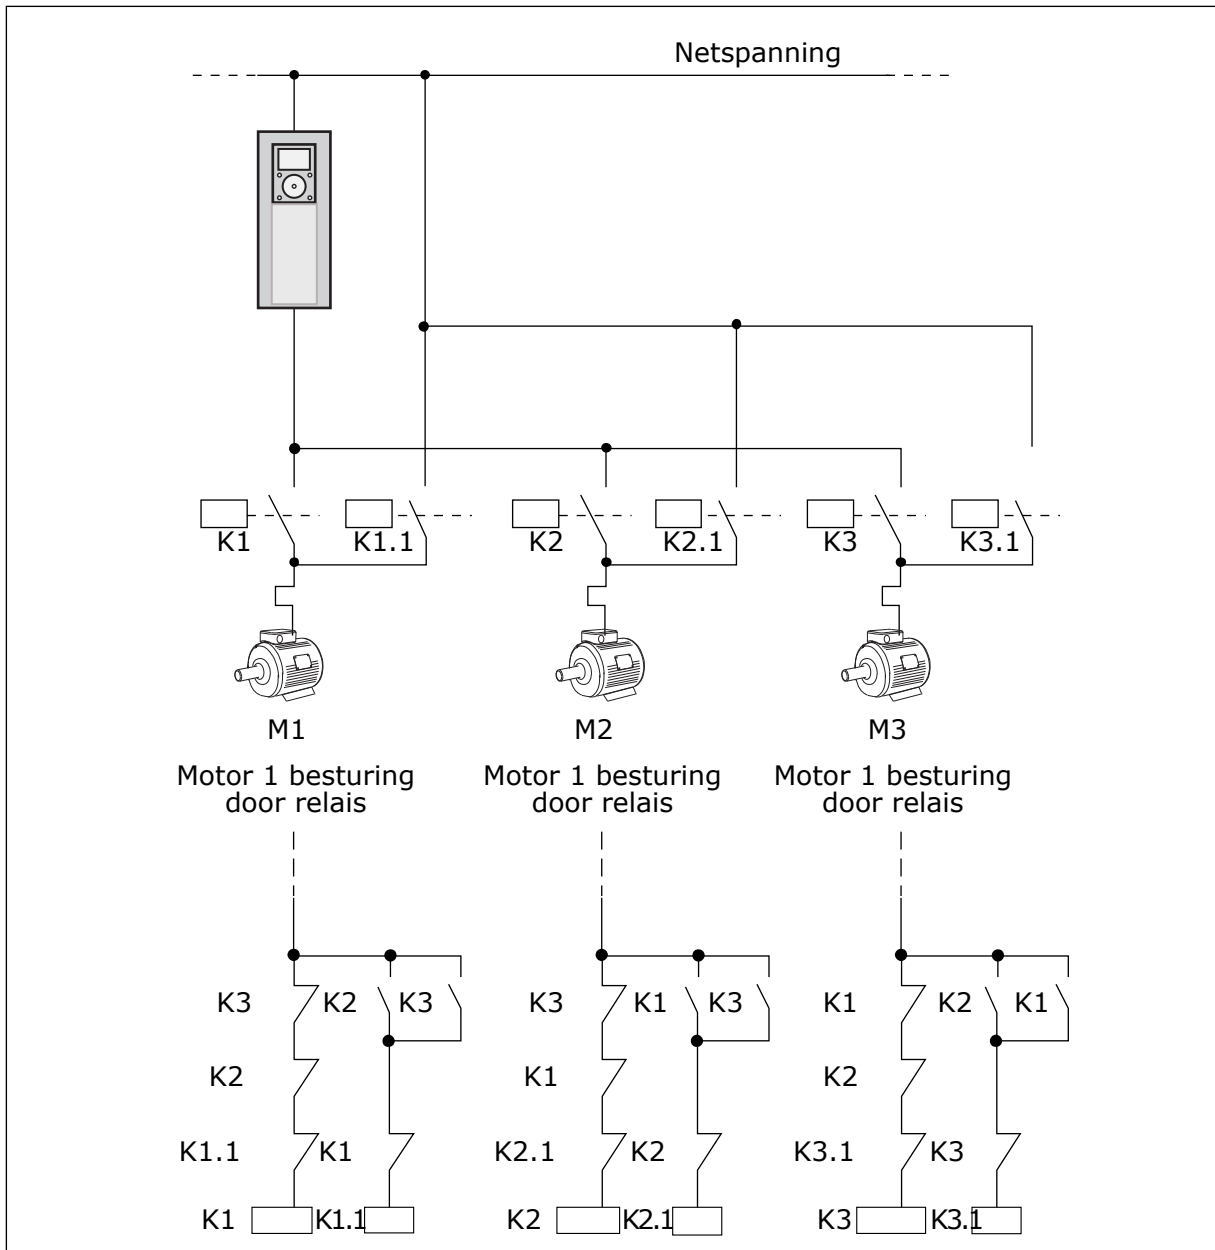 Netspanning
K1 K1.1 K2 K2.1 K3 K3.1
M1 M2 M3
Motor 1 besturing Motor 1 besturing Motor 1 besturing
door relais door relais door relais
K3 K2 K3 K3 K1 K3 K1 K2 K1
K2 K1 K2
K1.1 K1 K2.1 K2 K3.1 K3
K1 K1.1 K2 K2.1 K3 K3.1